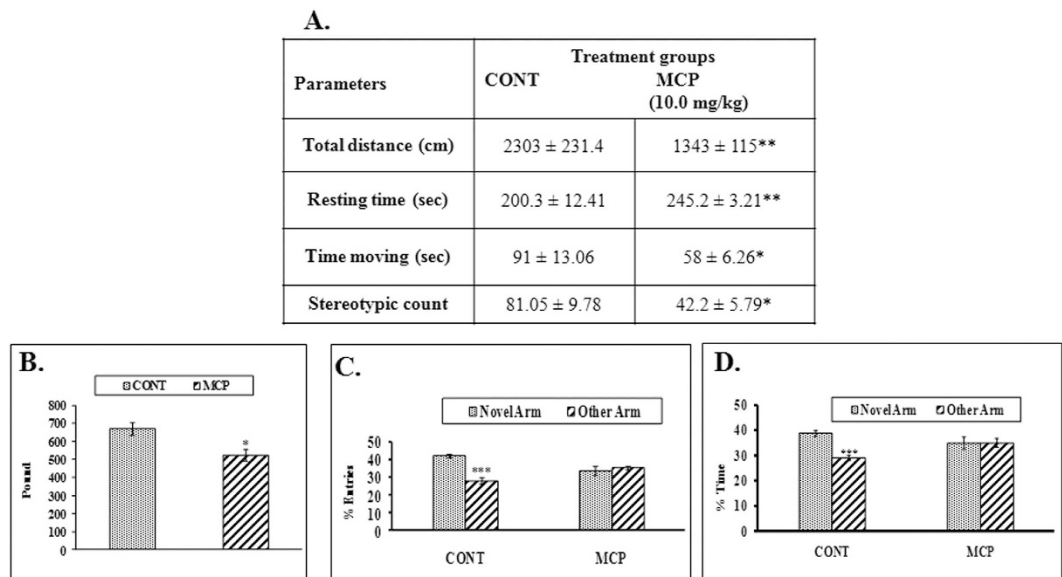 A.
Parameters
Treatment groups
CONT MCP
(10.0 mg/kg)
Total distance (cm) 2303 ± 231.4 1343 ± 115**
Resting time (sec) 200.3 ± 12.41 245.2 ± 3.21**
Time moving (sec) 91 ± 13.06 58 ± 6.26*
Stereotypic count 81.05 ± 9.78 42.2 ± 5.79*
B.
CONT MCP
800
700
600
500
400
300
200
100
0
Pound
*
C.
Novel Arm Other Arm
50
40
30
20
10
0
% Entries
***
CONT MCP
D.
Novel Arm Other Arm
50
40
30
20
10
0
% Time
***
CONT MCP